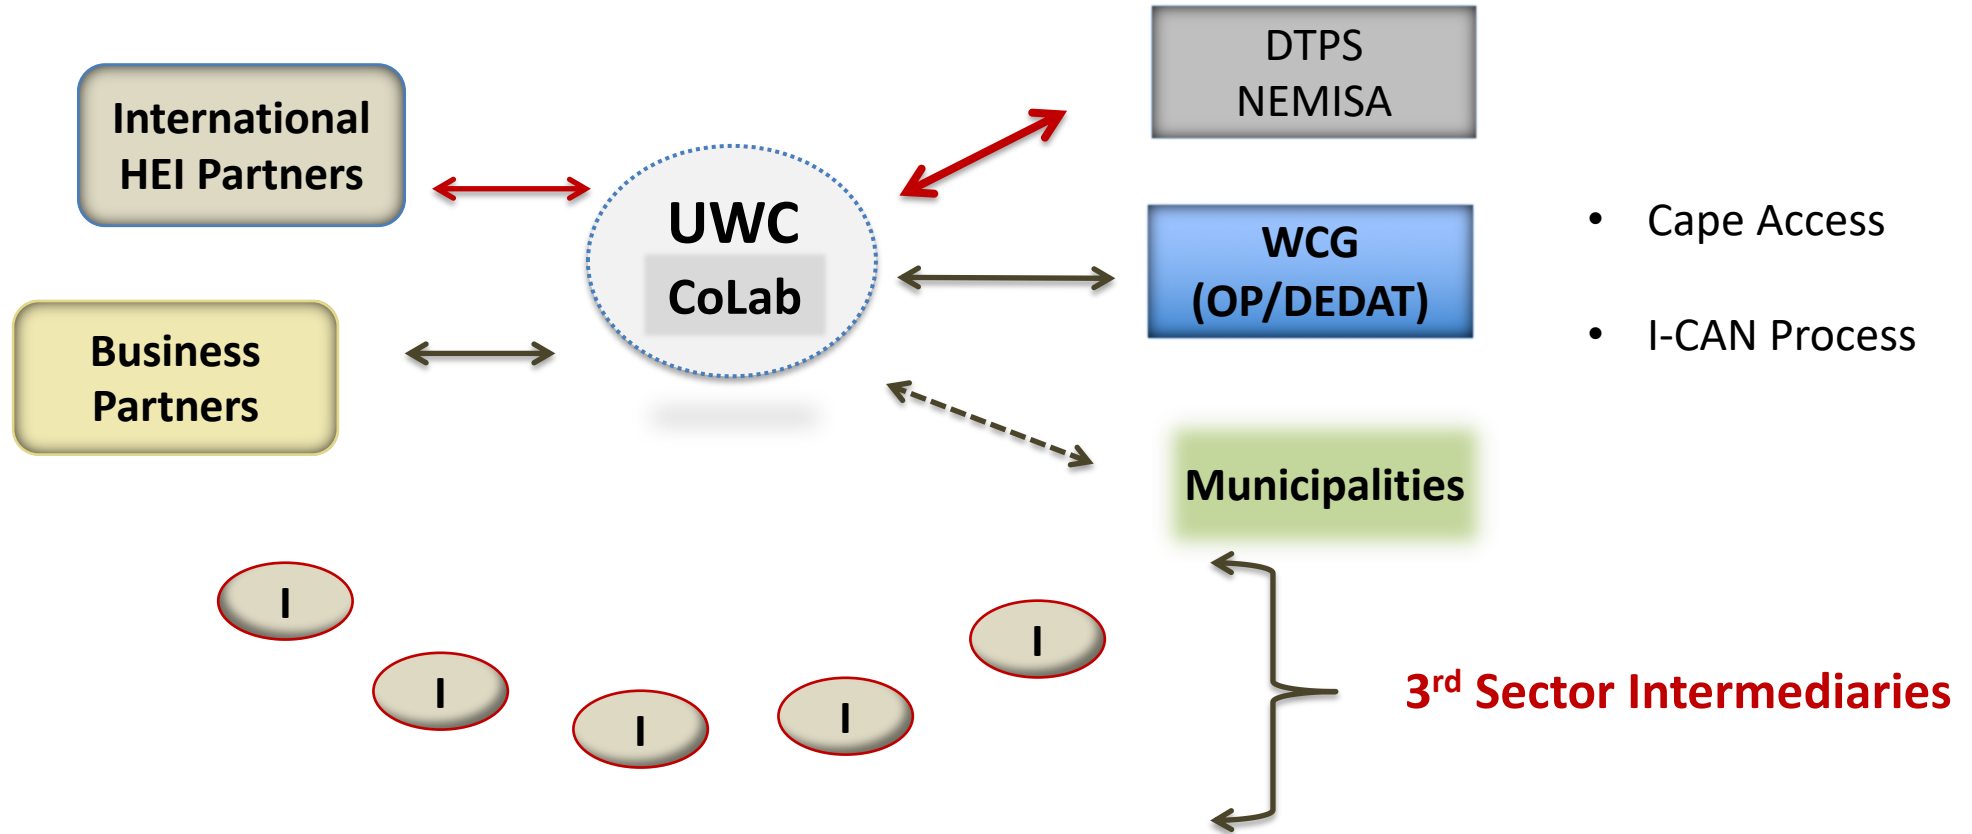 International
HEI Partners
Business
Partners
UWC
CoLab
DTPS
NEMISA
WCG
(OP/DEDAT)
• Cape Access
• I-CAN Process
Municipalities
I
I
I
I
I
3rd Sector Intermediaries